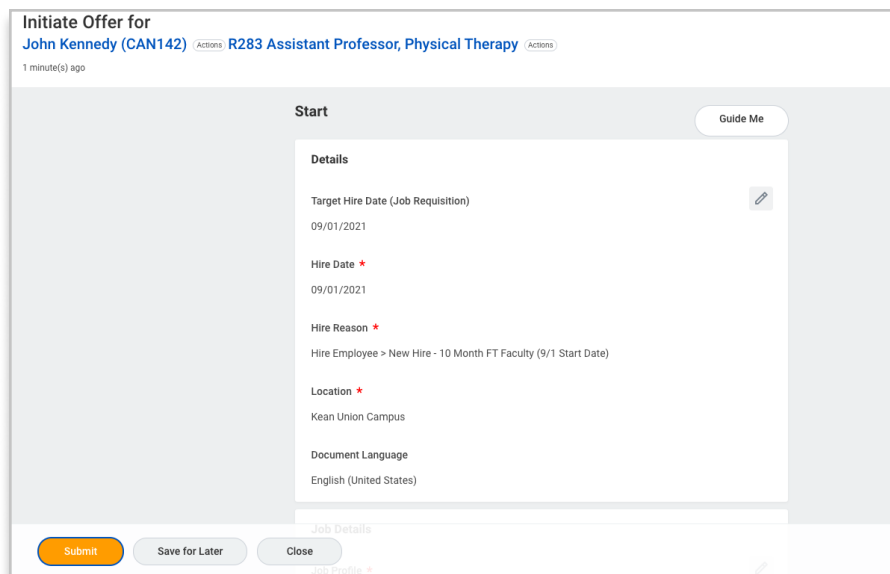 Initiate Offer for
John Kennedy (CAN142) Actions R283 Assistant Professor, Physical Therapy Actions
1 minute(s) ago
Start
Guide Me
Details
Target Hire Date (Job Requisition)
09/01/2021
Hire Date *
09/01/2021
Hire Reason *
Hire Employee > New Hire - 10 Month FT Faculty (9/1 Start Date)
Location *
Kean Union Campus
Document Language
English (United States)
Job Details
Submit Save for Later Close
Job Profile *